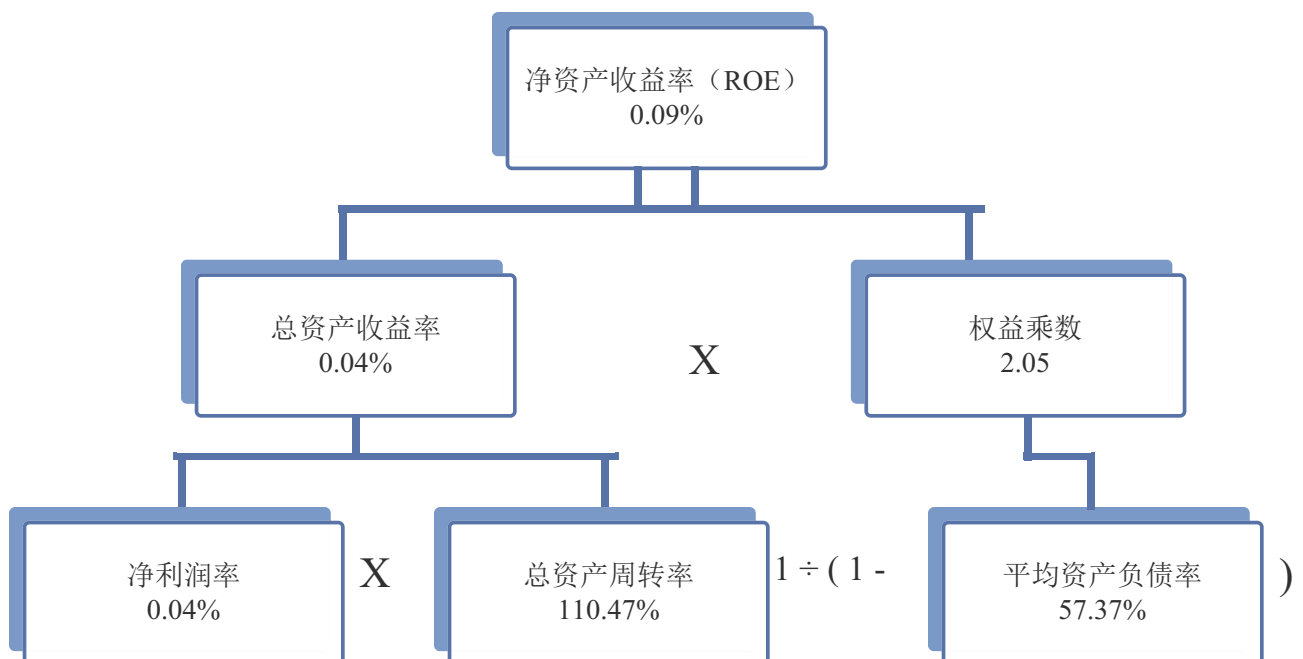 净资产收益率（ROE）
0.09%
总资产收益率
0.04%
X
权益乘数
2.05
净利润率
0.04%
X
总资产周转率
110.47%
1 ÷ ( 1 -
平均资产负债率
57.37%
)